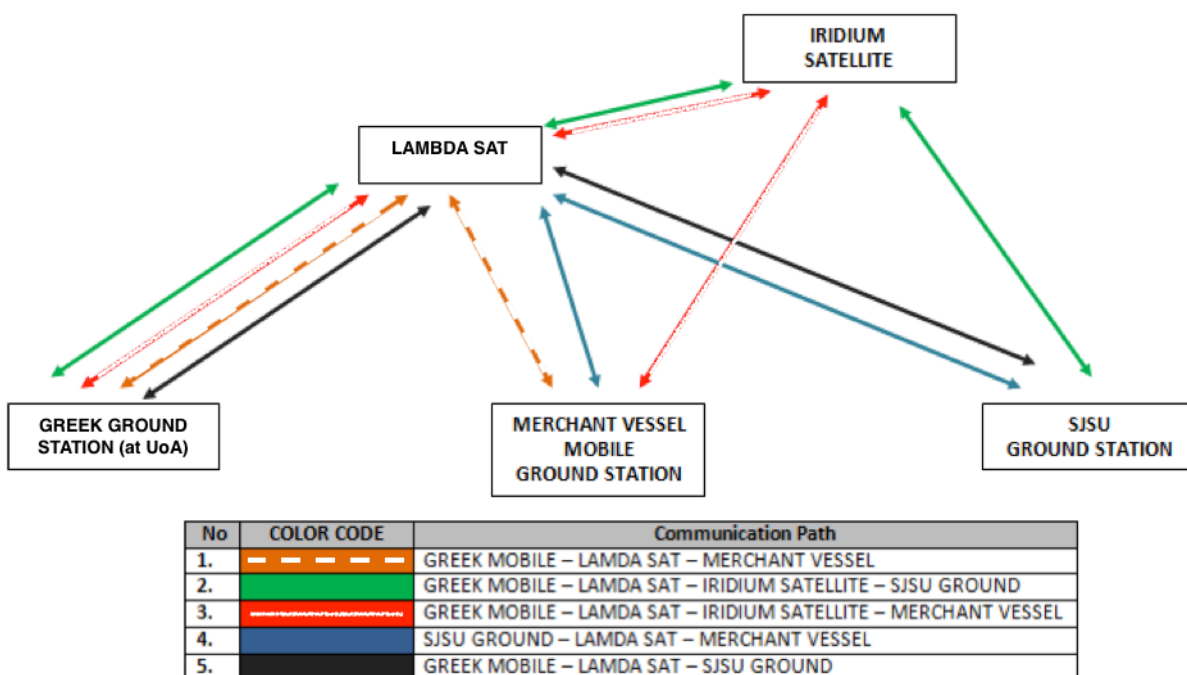 IRIDIUM
SATELLITE
LAMBDA SAT
GREEK GROUND
STATION (at UoA)
MERCHANT VESSEL
MOBILE
GROUND STATION
SJSU
GROUND STATION
No COLOR CODE Communication Path
1. GREEK MOBILE – LAMDA SAT – MERCHANT VESSEL
2. GREEK MOBILE – LAMDA SAT – IRIDIUM SATELLITE – SJSU GROUND
3. GREEK MOBILE – LAMDA SAT – IRIDIUM SATELLITE – MERCHANT VESSEL
4. SJSU GROUND – LAMDA SAT – MERCHANT VESSEL
5. GREEK MOBILE – LAMDA SAT – SJSU GROUND